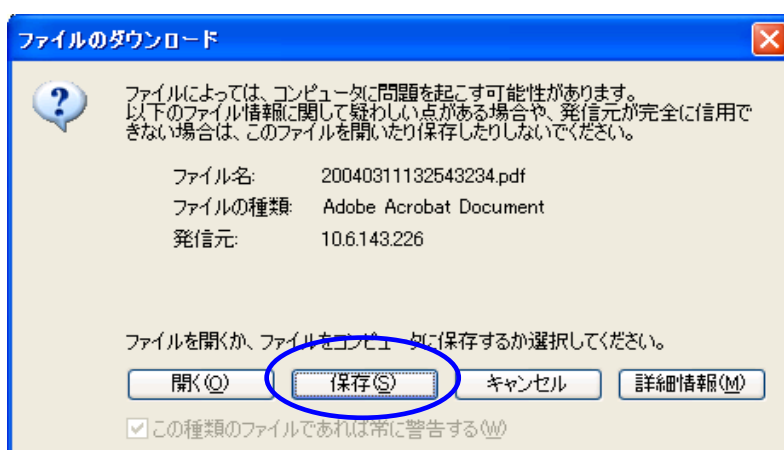 ファイルのダウンロード
ファイルによっては、コンピュータに問題を起こす可能性があります。
以下のファイル情報に関して疑わしい点がある場合や、発信元が完全に信用で
きない場合は、このファイルを開いたり保存したりしないでください。
ファイル名: 20040311132543234.pdf
ファイルの種類: Adobe Acrobat Document
発信元: 10.6.143.226
ファイルを開くか、ファイルをコンピュータに保存するか選択してください。
開く(O) 保存(S) キャンセル 詳細情報(M)
この種類のファイルであれば常に警告する(W)